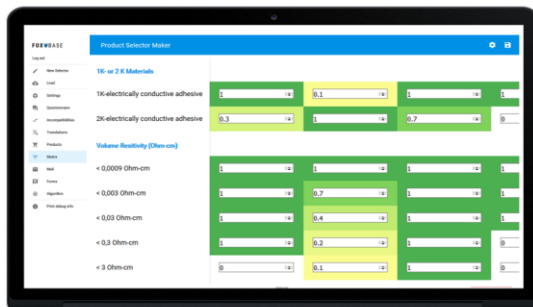 FOXBASE
Product Selector Maker
Log out
New Selector
Load
Settings
Questionnaire
Incompatibilities
Translations
Products
Matrix
Mail
Forms
Algorithm
Print debug info
1K- or 2 K Materials
1K-electrically conductive adhesive 1 0.1 1 1
2K-electrically conductive adhesive 0.3 1 0.7 0
Volume Resitivity (Ohm-cm)
< 0,0009 Ohm-cm 1 1 1 1
< 0,003 Ohm-cm 1 0.7 1 1
< 0,03 Ohm-cm 1 0.4 1 1
< 0,3 Ohm-cm 1 0.2 1 0
< 3 Ohm-cm 0 0.1 1 0